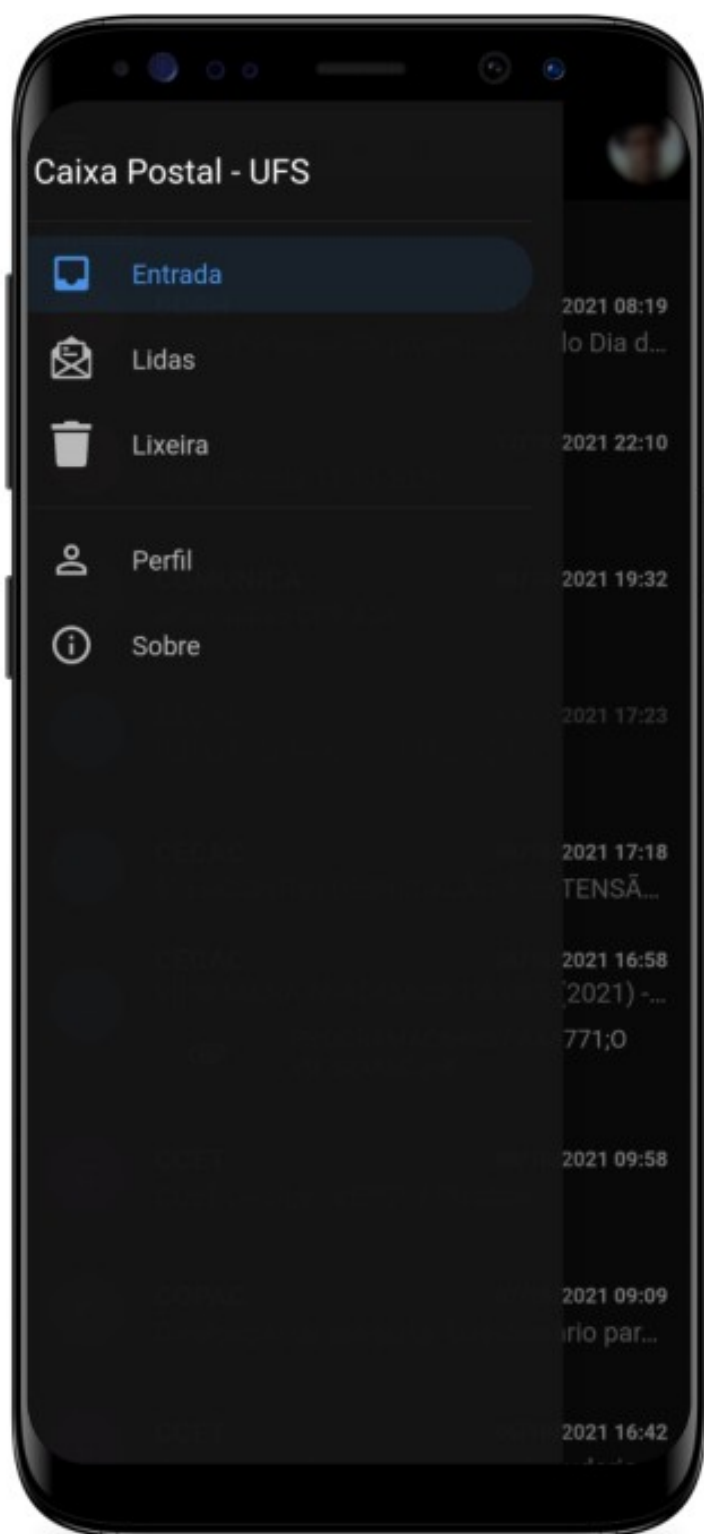 Caixa Postal - UFS
Entrada
2021 08:19
Lidas
lo Dia d...
Lixeira
2021 22:10
Perfil
2021 19:32
Sobre
2021 17:23
2021 17:18
TENSÃ...
2021 16:58
(2021) -...
771;O
2021 09:58
2021 09:09
rio par...
2021 16:42